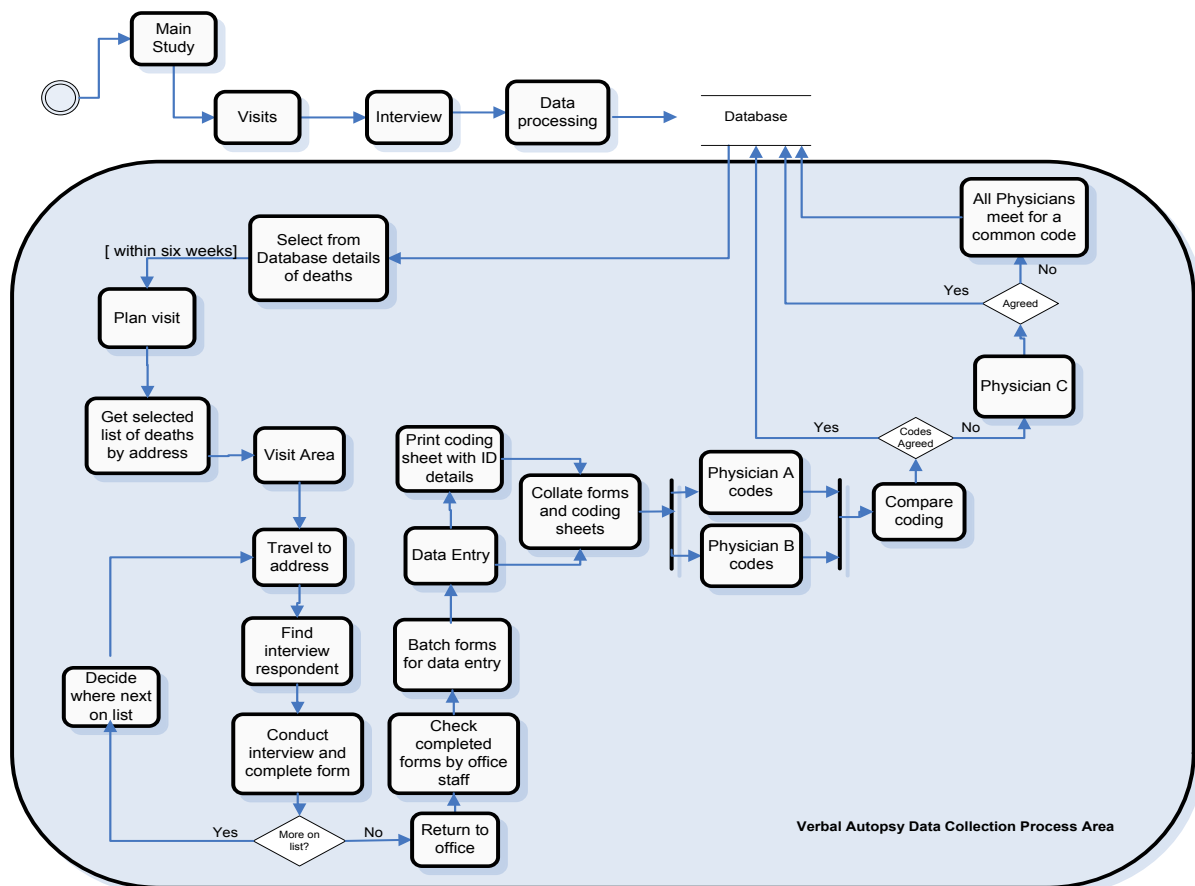 Main
Study
Visits
Interview
Data
processing
Database
All Physicians
meet for a
common code
Select from
Database details
of deaths
[ within six weeks]
No
Yes
Agreed
Plan visit
Physician C
Get selected
list of deaths
by address
Print coding
sheet with ID
details
Yes
Codes
Agreed
No
Visit Area
Collate forms
and coding
sheets
Physician A
codes
Compare
coding
Travel to
address
Data Entry
Physician B
codes
Find
interview
respondent
Batch forms
for data entry
Decide
where next
on list
Conduct
interview and
complete form
Check
completed
forms by office
staff
Yes
More on
list?
No
Return to
office
Verbal Autopsy Data Collection Process Area